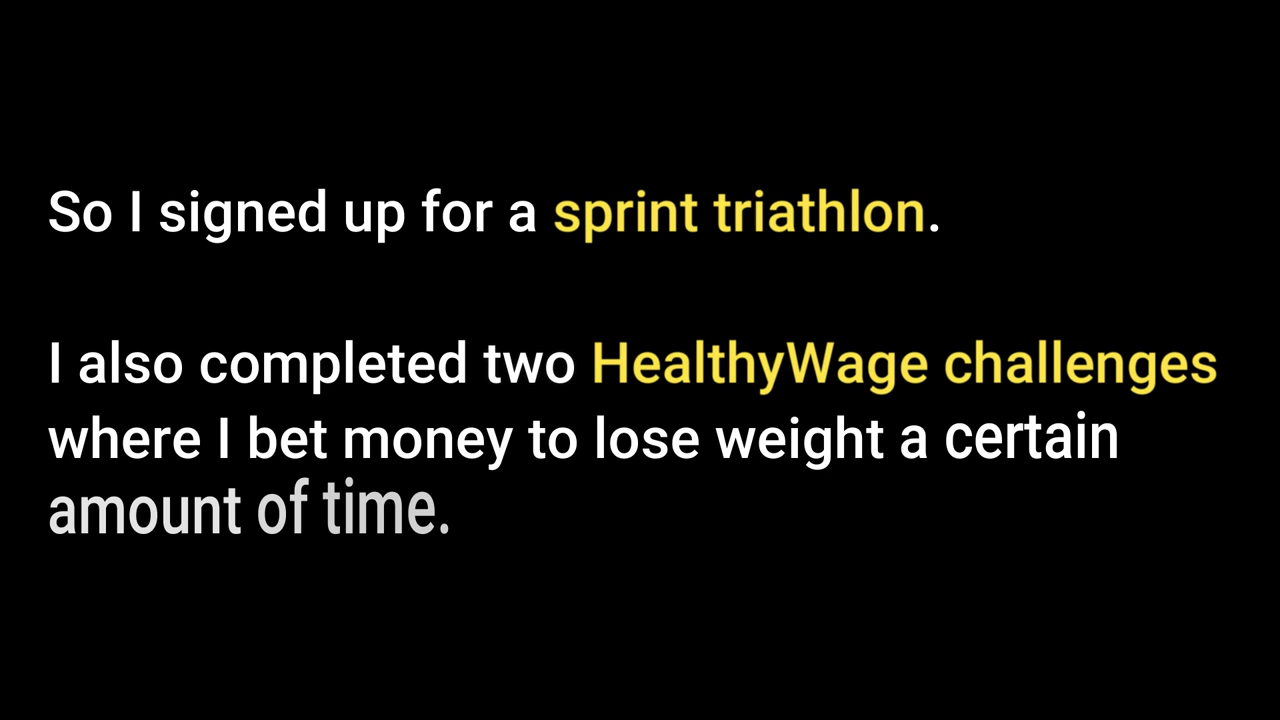 So I signed up for a sprint triathlon.
I also completed two HealthyWage challenges
where I bet money to lose weight a certain
amount of time.